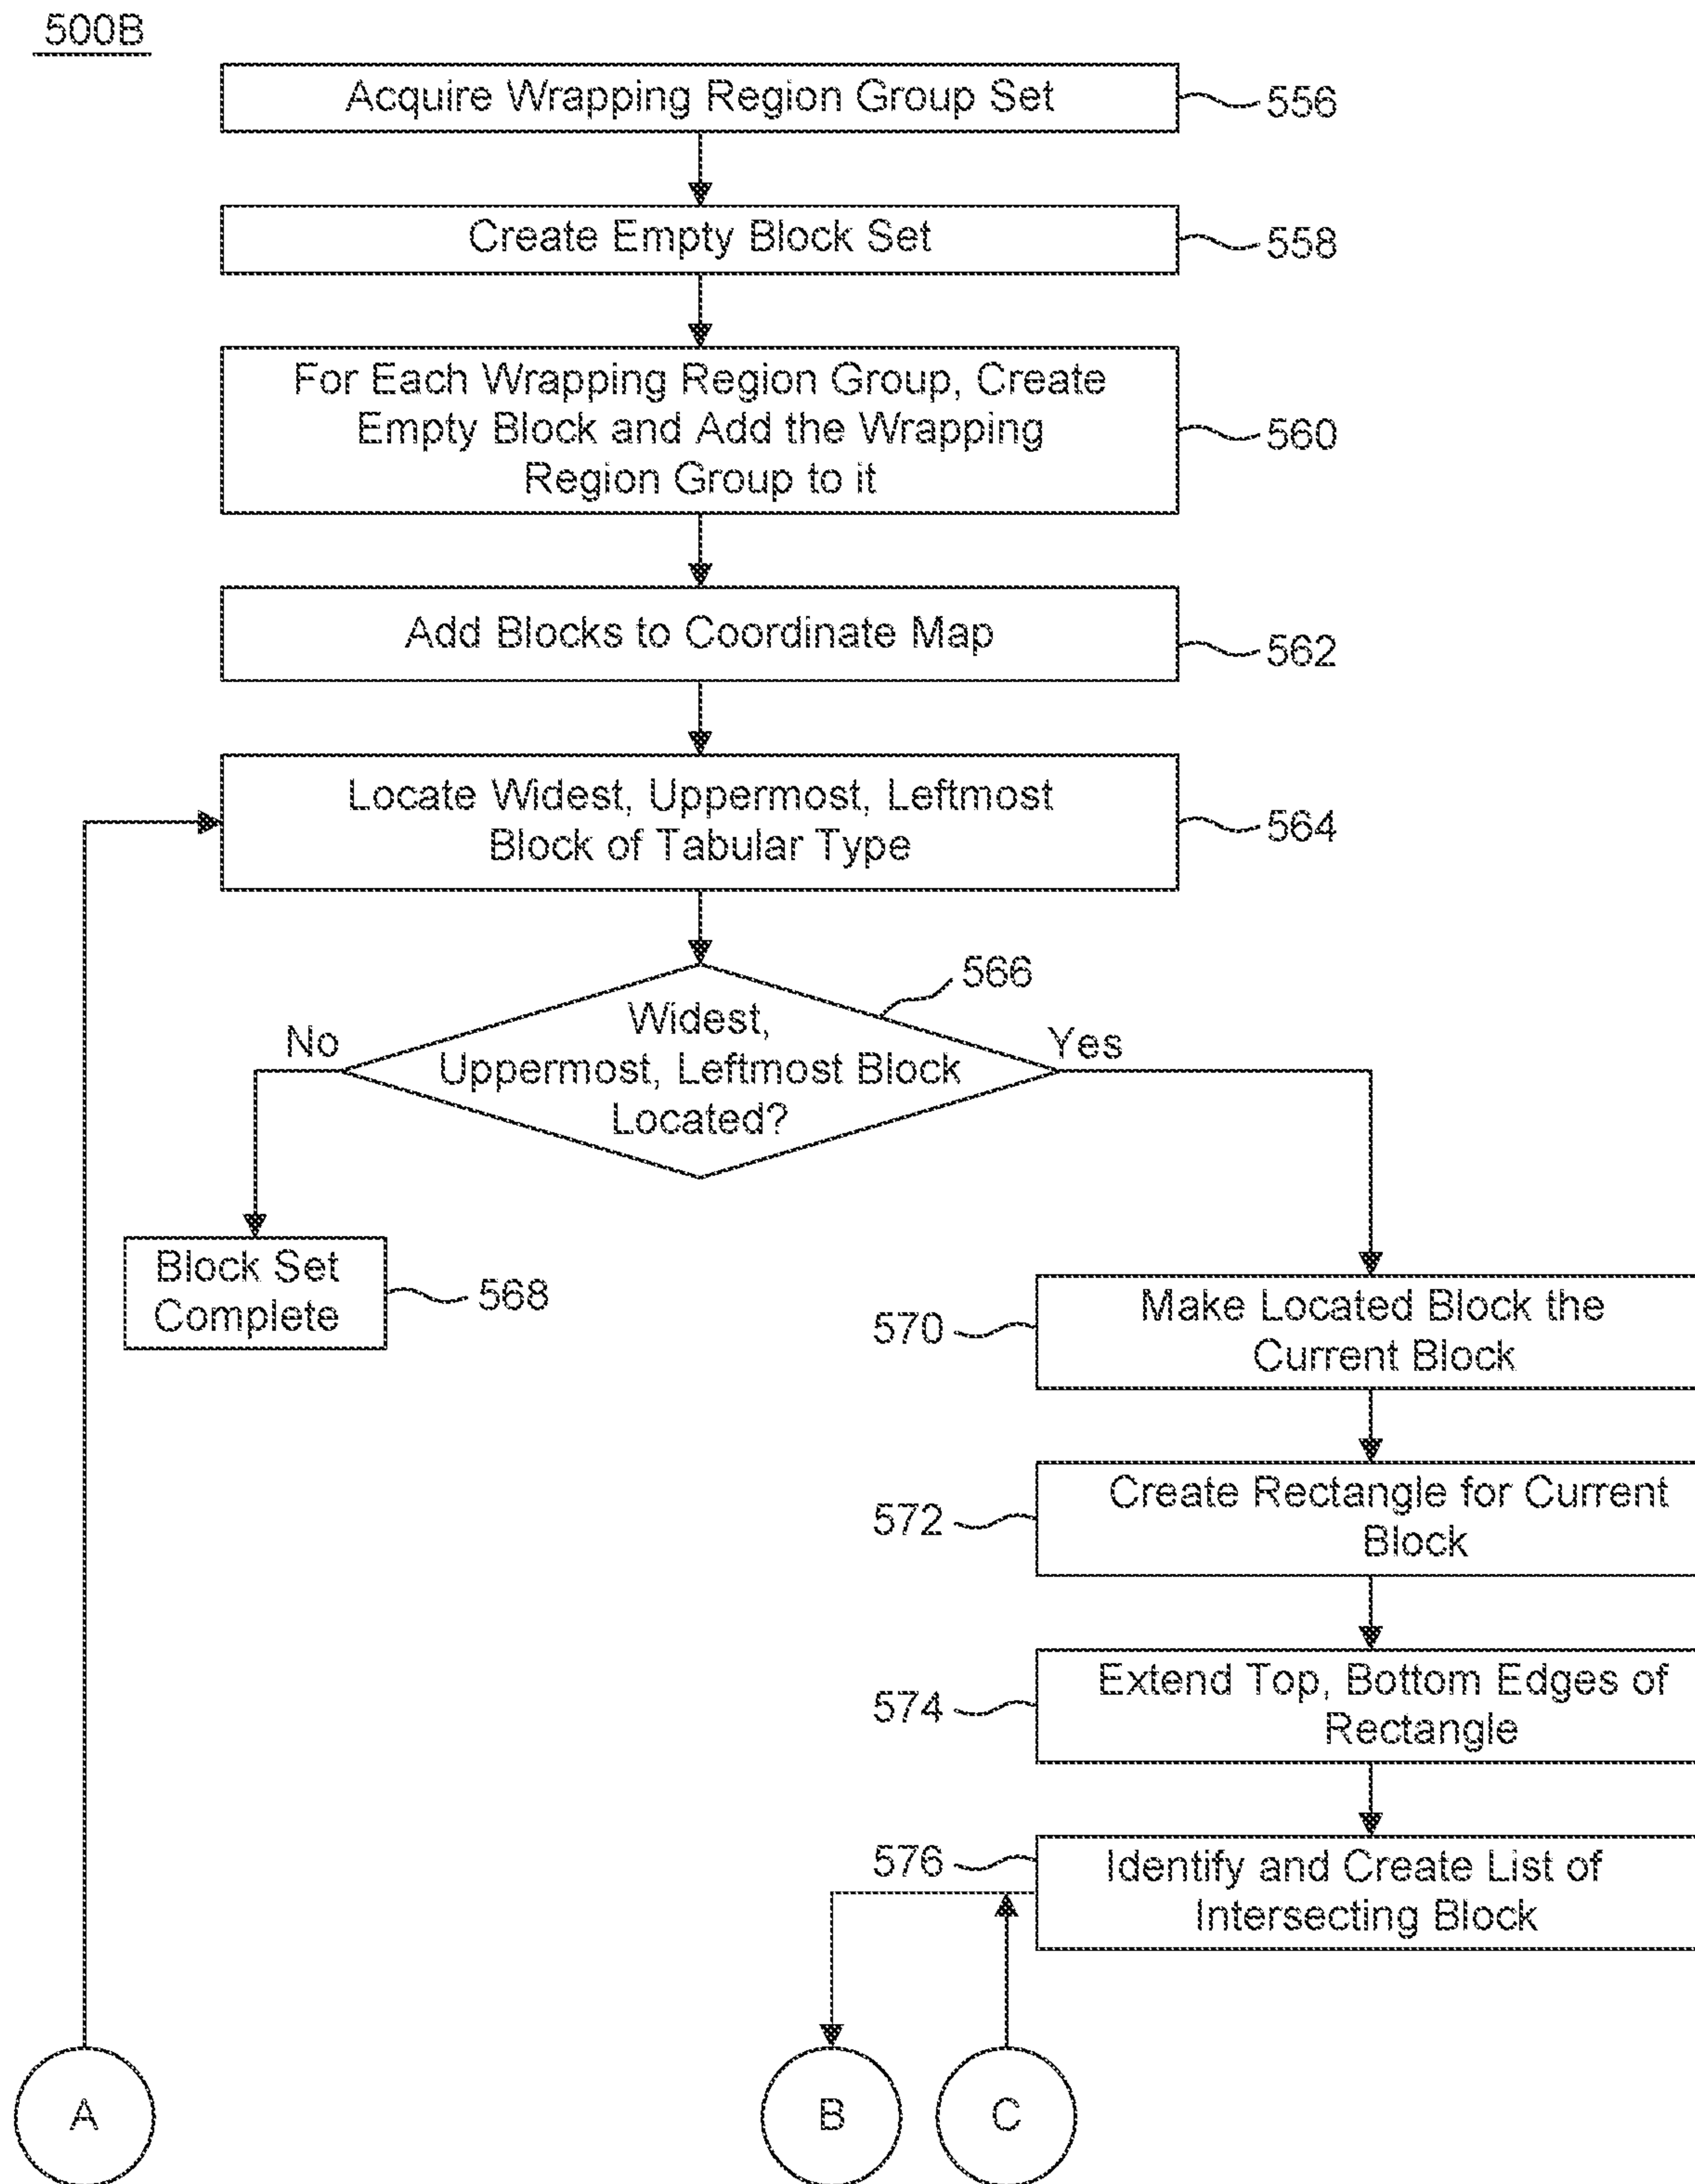 500B
Acquire Wrapping Region Group Set
556
Create Empty Block Set
558
For Each Wrapping Region Group, Create
Empty Block and Add the Wrapping
Region Group to it
560
Add Blocks to Coordinate Map
562
Locate Widest, Uppermost, Leftmost
Block of Tabular Type
564
566
Widest,
Uppermost, Leftmost Block
Located?
No
Yes
Block Set
Complete
568
Make Located Block the
Current Block
570
Create Rectangle for Current
Block
572
Extend Top, Bottom Edges of
Rectangle
574
Identify and Create List of
Intersecting Block
576
A
B
C